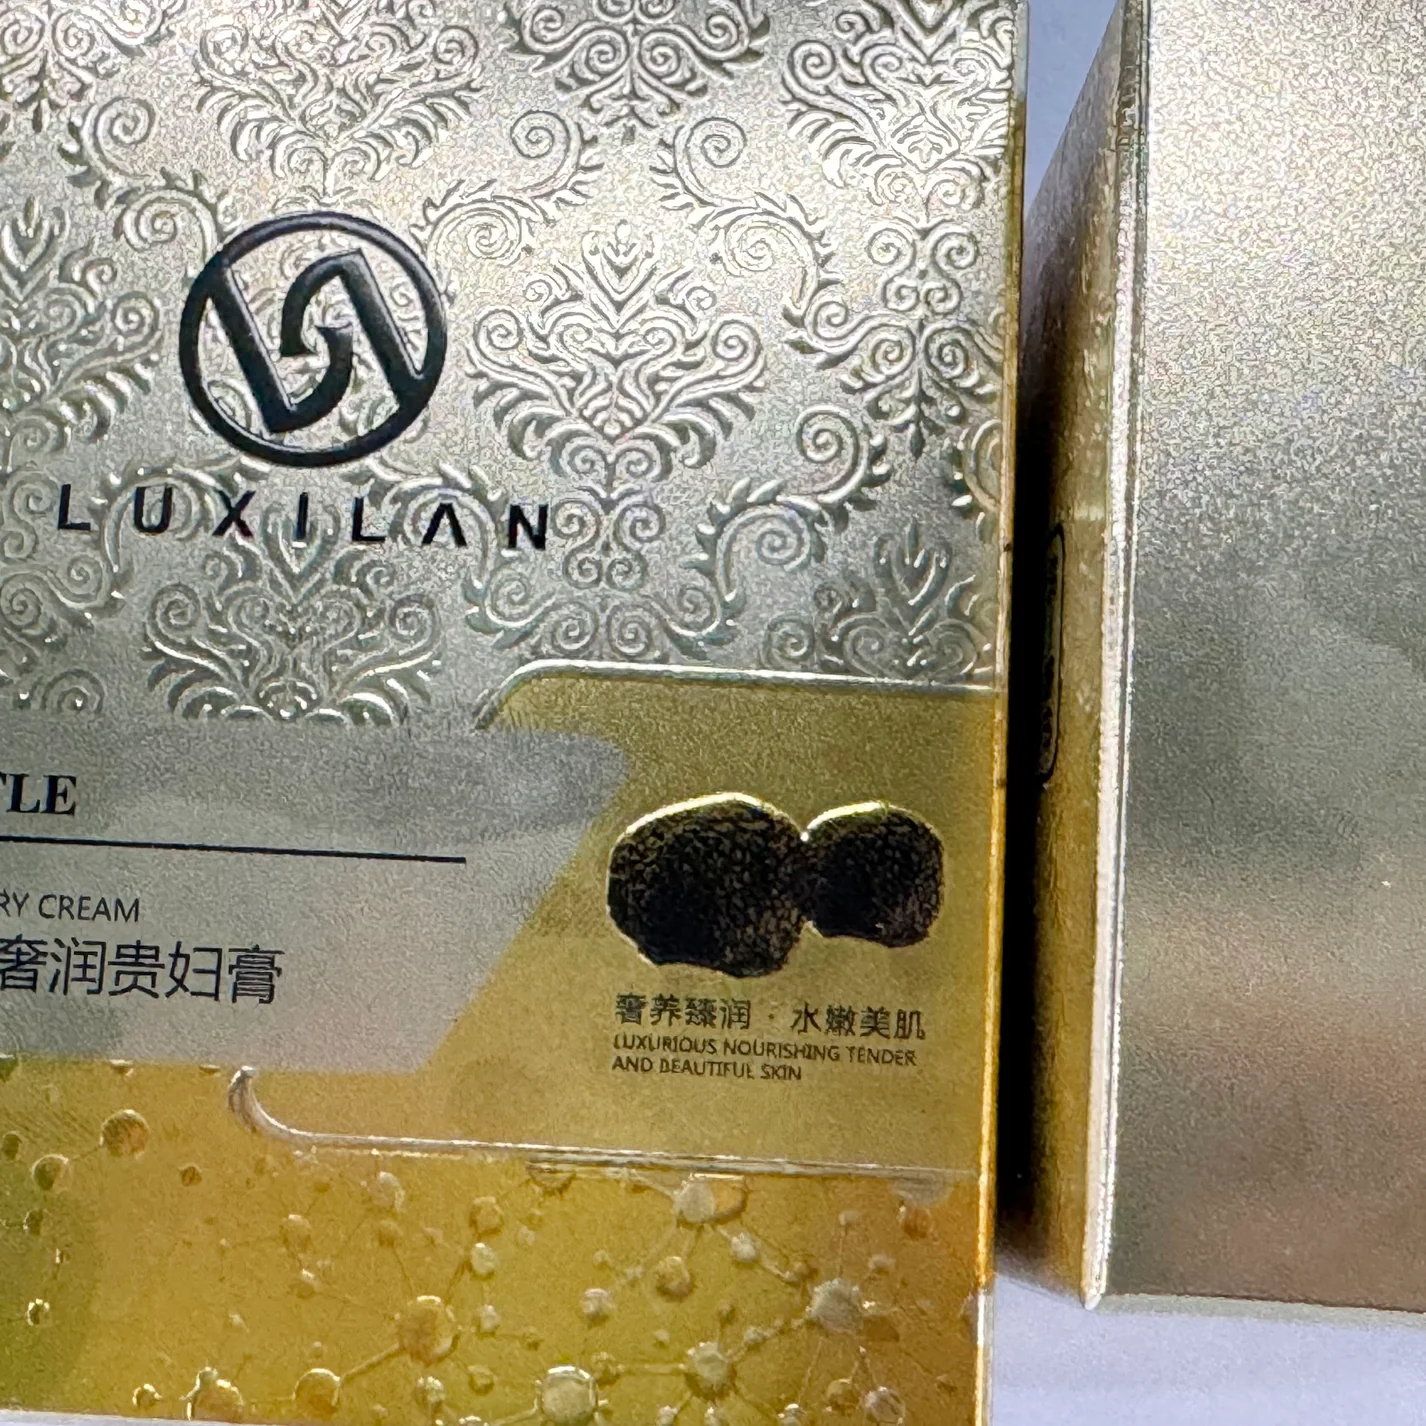 LUXILAN
TLE
RY CREAM
奢润贵妇膏
奢养臻润·水嫩美肌
LUXURIOUS NOURISHING TENDER
AND BEAUTIFUL SKIN